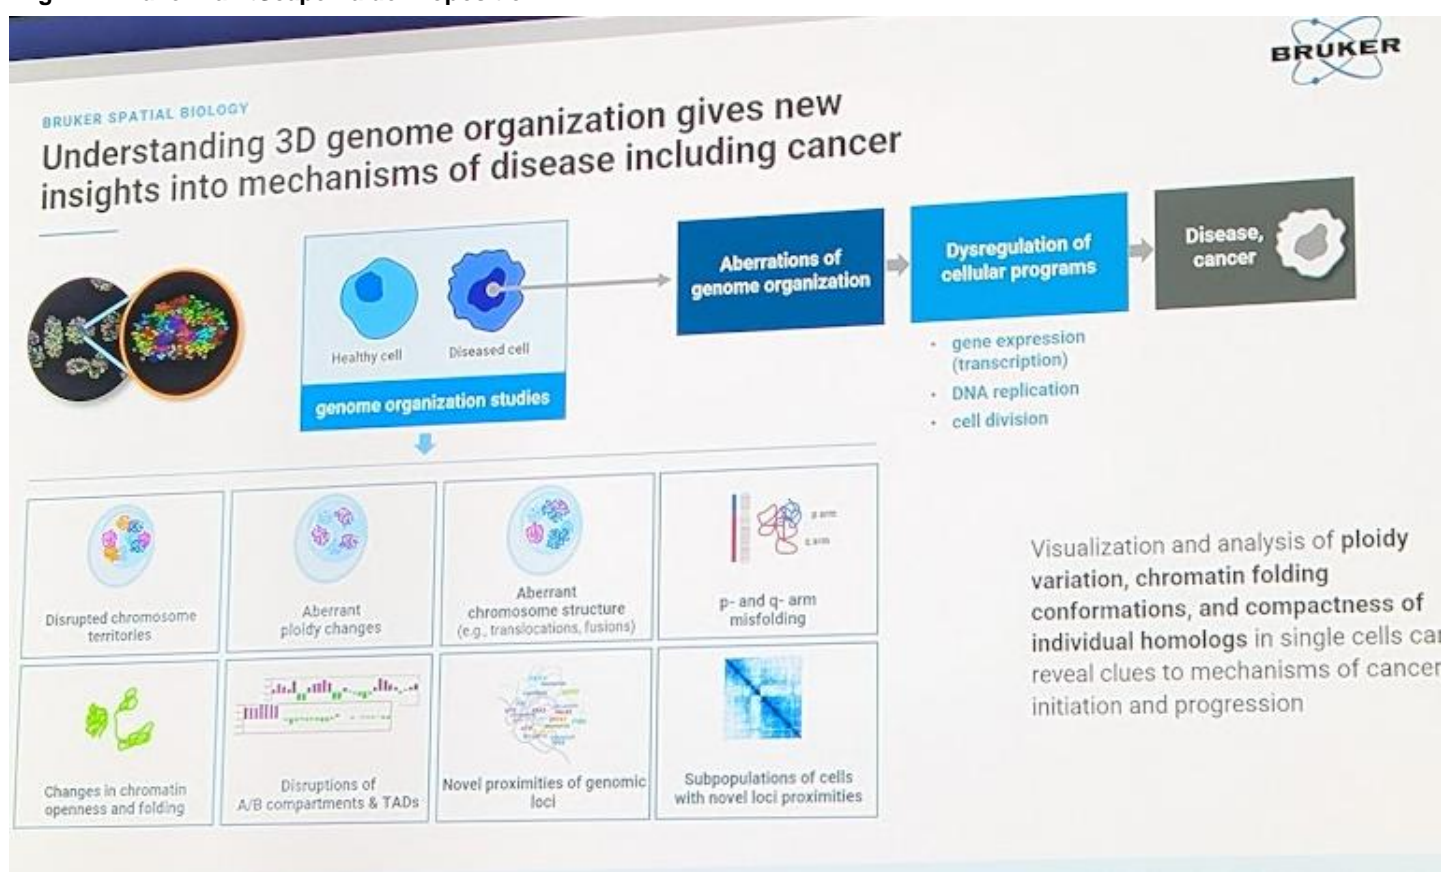 BRUKER
BRUKER SPATIAL BIOLOGY
Understanding 3D genome organization gives new
insights into mechanisms of disease including cancer
Healthy cell
Diseased cell
genome organization studies
Aberrations of
genome organization
Dysregulation of
cellular programs
Disease,
cancer
• gene expression
(transcription)
• DNA replication
• cell division
Disrupted chromosome
territories
Aberrant
ploidy changes
Aberrant
chromosome structure
(e.g., translocations, fusions)
p arm
q arm
p- and q- arm
misfolding
Changes in chromatin
openness and folding
Disruptions of
A/B compartments & TADs
Novel proximities of genomic
loci
Subpopulations of cells
with novel loci proximities
Visualization and analysis of ploidy
variation, chromatin folding
conformations, and compactness of
individual homologs in single cells
reveal clues to mechanisms of cancer
initiation and progression